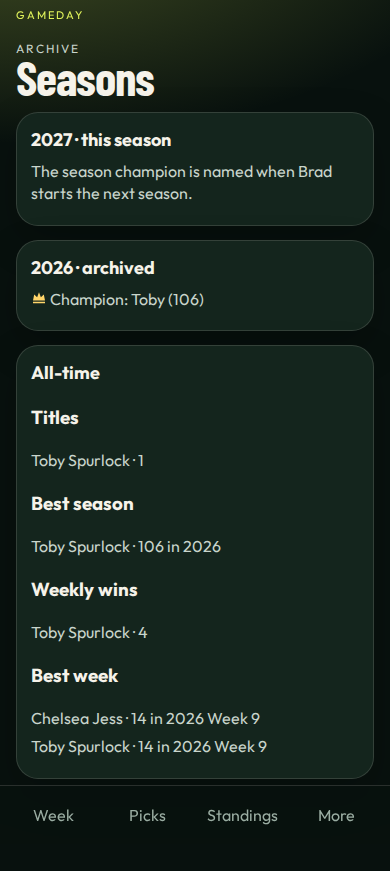 GAMEDAY
ARCHIVE
Seasons
2027 · this season
The season champion is named when Brad
starts the next season.
2026 · archived
Champion: Toby (106)
All-time
Titles
Toby Spurlock · 1
Best season
Toby Spurlock · 106 in 2026
Weekly wins
Toby Spurlock · 4
Best week
Chelsea Jess · 14 in 2026 Week 9
Toby Spurlock · 14 in 2026 Week 9
Week Picks Standings More